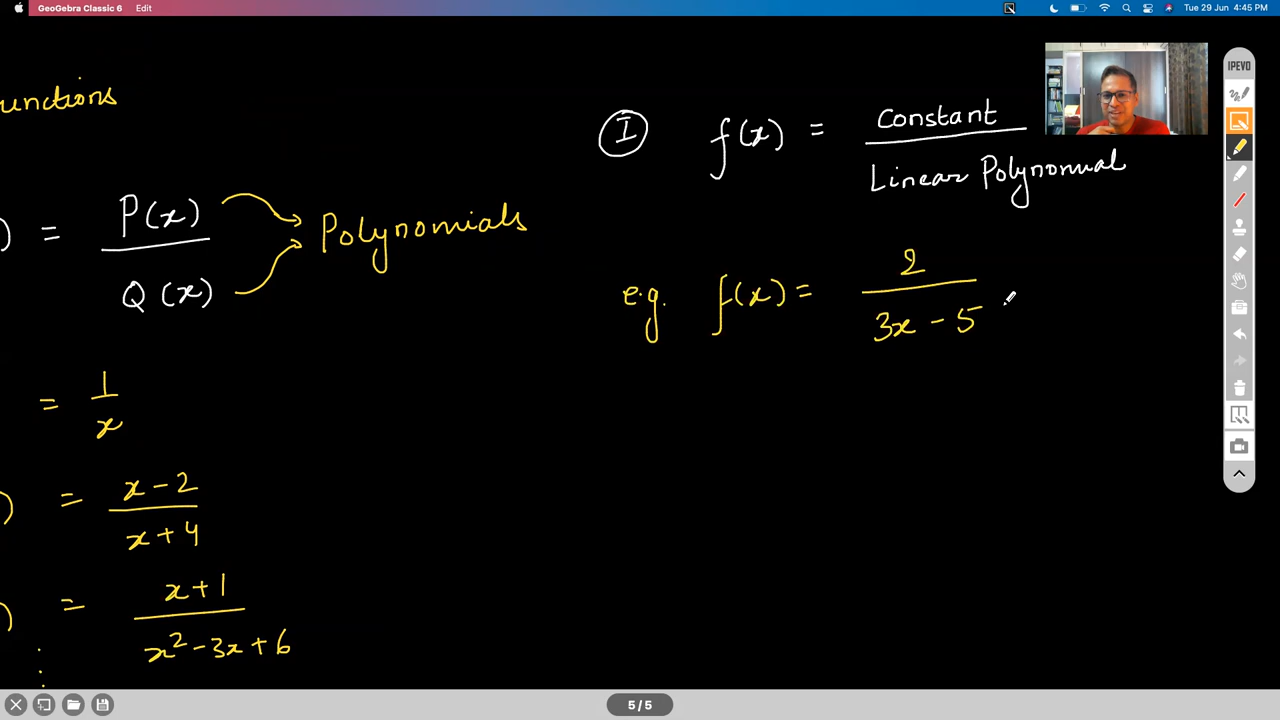 GeoGebra Classic 6 Edit Tue 29 Jun 4:45 PM
IPEVO
unctions
) = P(x)
Q(x)
Polynomials
= 1
x
) = x-2
x+4
) = x+1
x²-3x+6
⋮
I f(x) = Constant
Linear Polynomial
e.g. f(x) = 2
3x-5
5/5